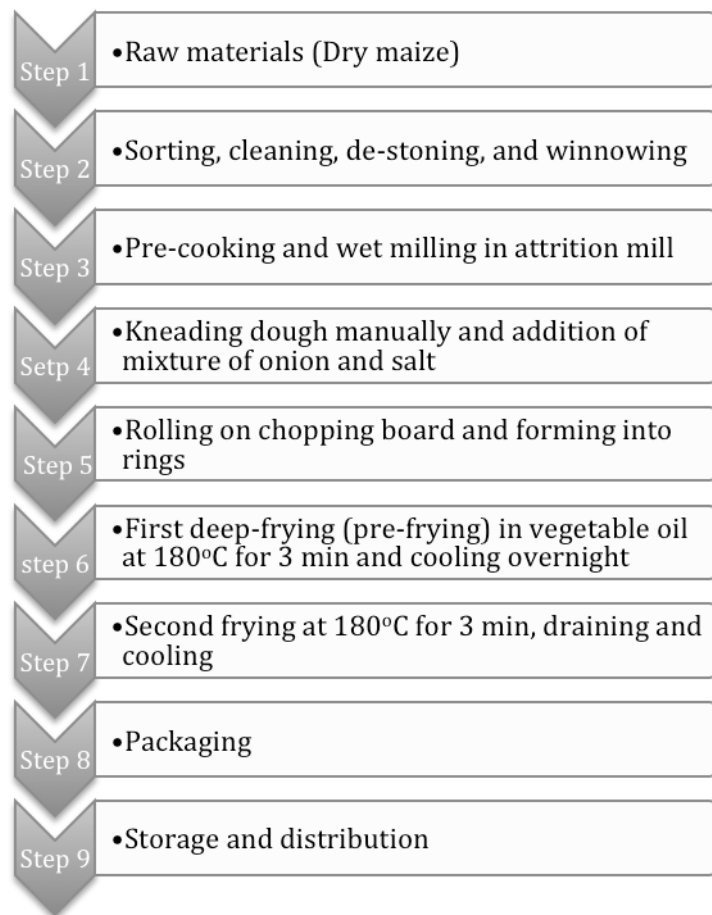 Step 1
•Raw materials (Dry maize)
Step 2
•Sorting, cleaning, de-stoning, and winnowing
Step 3
•Pre-cooking and wet milling in attrition mill
Setp 4
•Kneading dough manually and addition of
mixture of onion and salt
Step 5
•Rolling on chopping board and forming into
rings
step 6
•First deep-frying (pre-frying) in vegetable oil
at 180°C for 3 min and cooling overnight
Step 7
•Second frying at 180°C for 3 min, draining and
cooling
Step 8
•Packaging
Step 9
•Storage and distribution